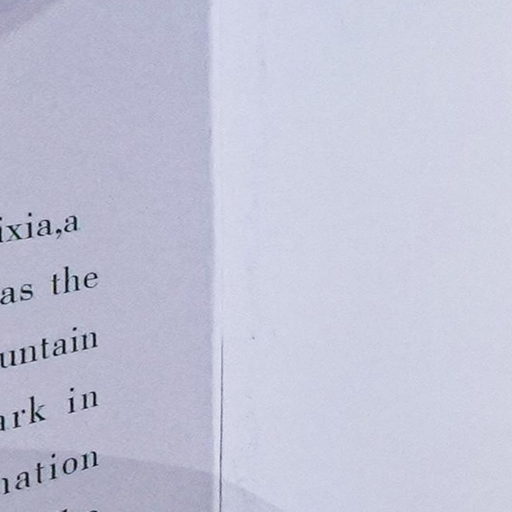 ixia,a
as the
untain
ark in
nation